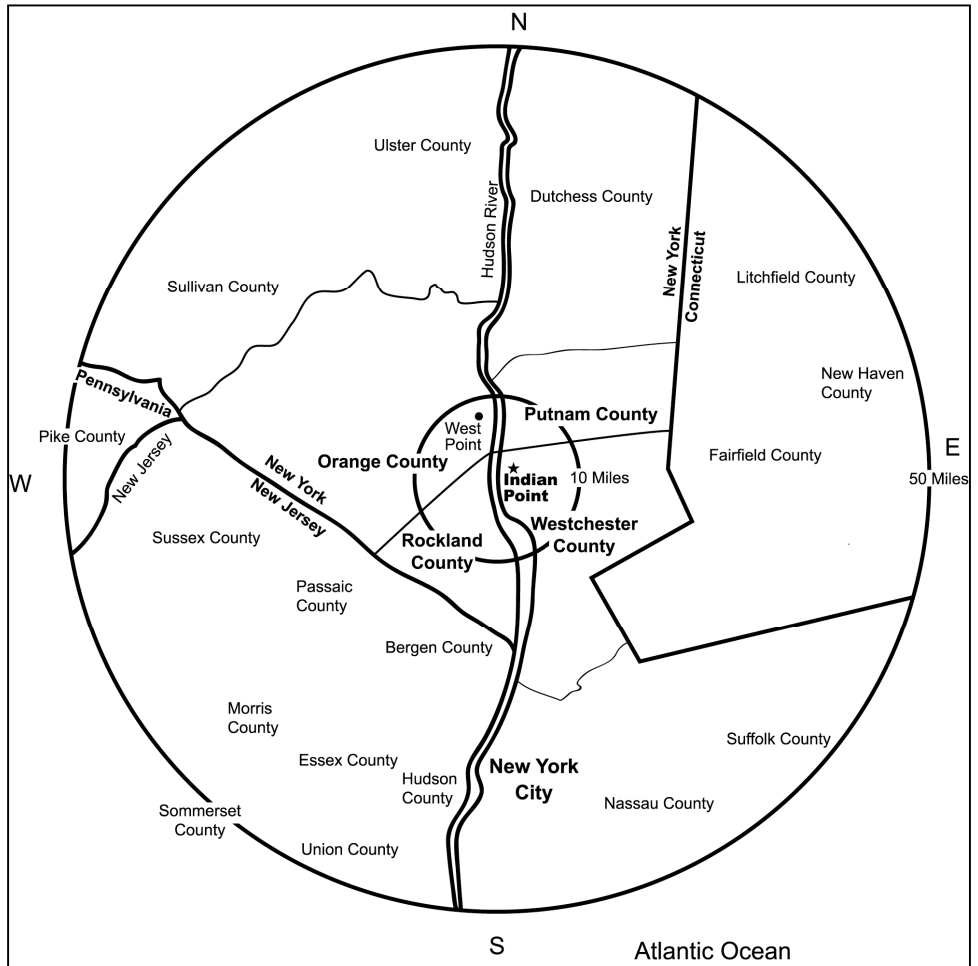 N
Ulster County
Hudson River
Dutchess County
New York
Connecticut
Litchfield County
Sullivan County
New Haven
County
Pennsylvania
Pike County
New Jersey
West
Point
Putnam County
Orange County
Indian
Point
10 Miles
Fairfield County
E
50 Miles
W
New York
New Jersey
Sussex County
Rockland
County
Westchester
County
Passaic
County
Bergen County
Morris
County
Essex County
Hudson
County
New York
City
Suffolk County
Nassau County
Sommerset
County
Union County
S
Atlantic Ocean